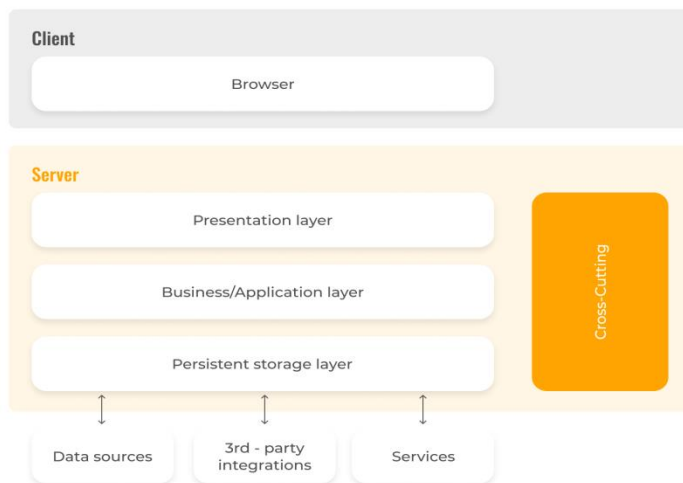 Client
Browser
Server
Presentation layer
Business/Application layer
Persistent storage layer
Cross-Cutting
Data sources
3rd - party
integrations
Services